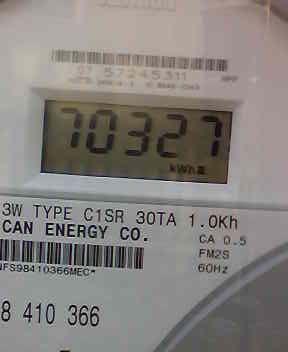 57245311
70327
kWh
3W TYPE C1SR 30TA 1.0Kh
CAN ENERGY CO.
CA 0.5
FM2S
NFS98410366MEC*
60Hz
8 410 366